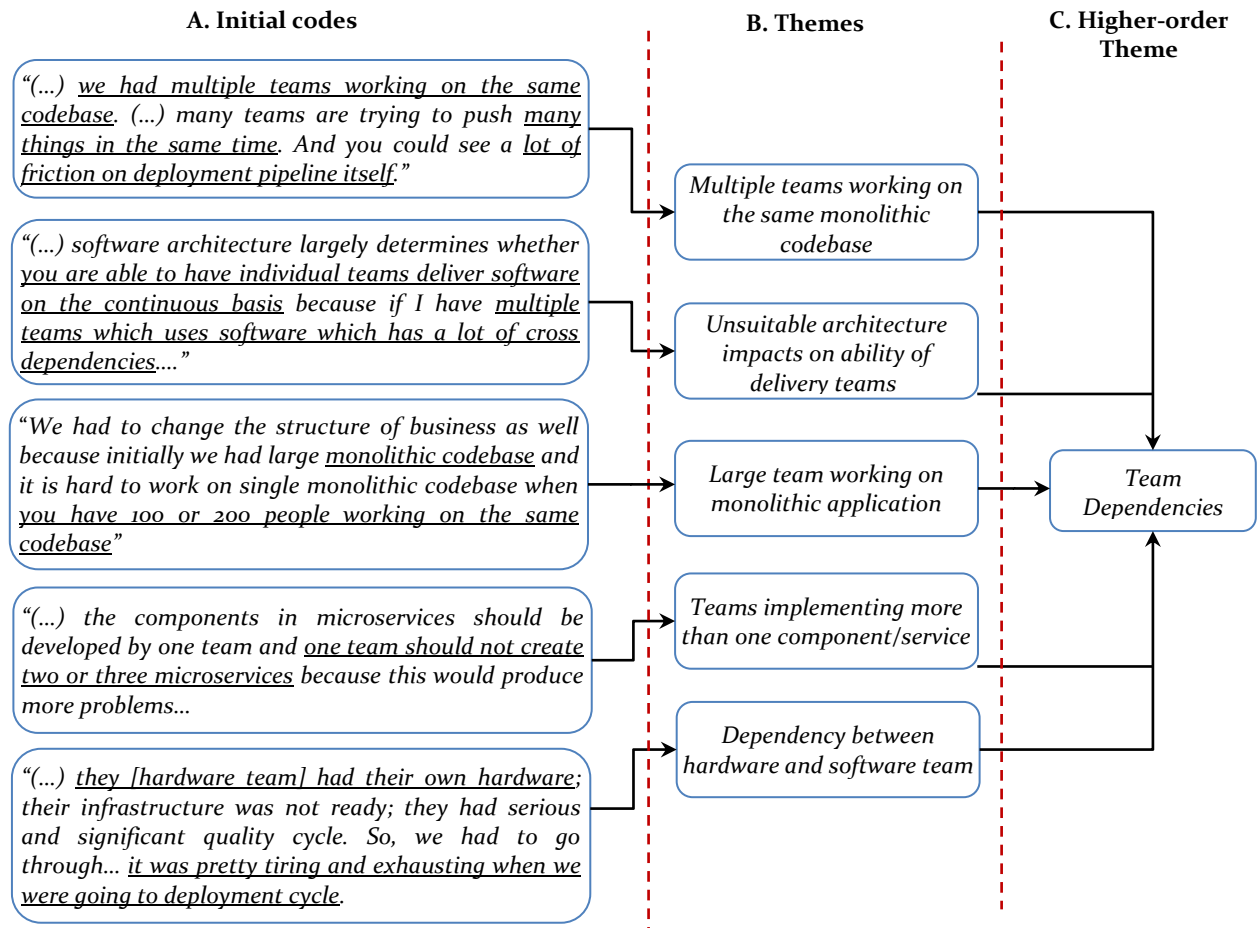 A. Initial codes
“(…) we had multiple teams working on the same
codebase. (…) many teams are trying to push many
things in the same time. And you could see a lot of
friction on deployment pipeline itself.”
“(…) software architecture largely determines whether
you are able to have individual teams deliver software
on the continuous basis because if I have multiple
teams which uses software which has a lot of cross
dependencies….”
“We had to change the structure of business as well
because initially we had large monolithic codebase and
it is hard to work on single monolithic codebase when
you have 100 or 200 people working on the same
codebase”
“(…) the components in microservices should be
developed by one team and one team should not create
two or three microservices because this would produce
more problems…
“(…) they [hardware team] had their own hardware;
their infrastructure was not ready; they had serious
and significant quality cycle. So, we had to go
through… it was pretty tiring and exhausting when we
were going to deployment cycle.
B. Themes
Multiple teams working on
the same monolithic
codebase
Unsuitable architecture
impacts on ability of
delivery teams
Large team working on
monolithic application
Teams implementing more
than one component/service
Dependency between
hardware and software team
C. Higher-order
Theme
Team
Dependencies